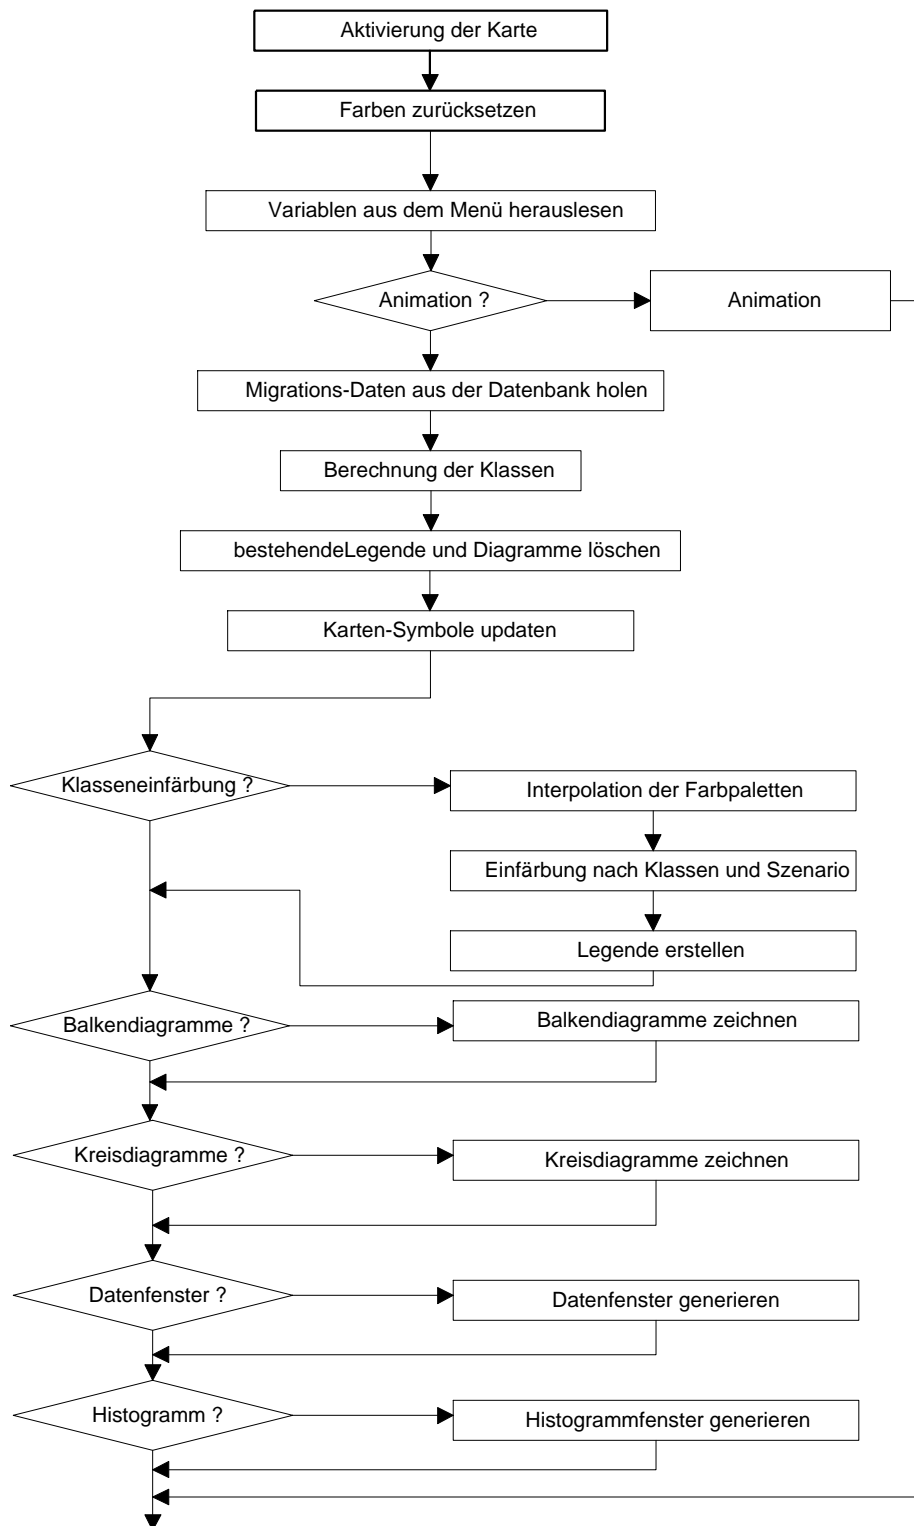 Aktivierung der Karte
Farben zurücksetzen
Variablen aus dem Menü herauslesen
Animation ?
Animation
Migrations-Daten aus der Datenbank holen
Berechnung der Klassen
bestehendeLegende und Diagramme löschen
Karten-Symbole updaten
Klasseneinfärbung ?
Interpolation der Farbpaletten
Einfärbung nach Klassen und Szenario
Legende erstellen
Balkendiagramme ?
Balkendiagramme zeichnen
Kreisdiagramme ?
Kreisdiagramme zeichnen
Datenfenster ?
Datenfenster generieren
Histogramm ?
Histogrammfenster generieren